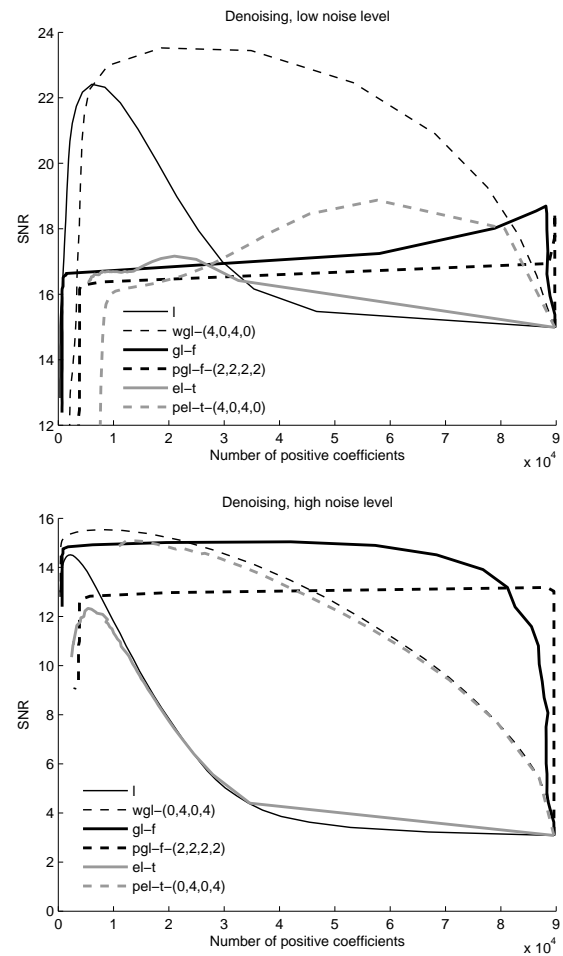 Denoising, low noise level
24
22
20
18
16
14
12
SNR
l
wgl−(4,0,4,0)
gl−f
pgl−f−(2,2,2,2)
el−t
pel−t−(4,0,4,0)
0 1 2 3 4 5 6 7 8 9
Number of positive coefficients
x 10^4
Denoising, high noise level
16
14
12
10
8
6
4
2
0
SNR
l
wgl−(0,4,0,4)
gl−f
pgl−f−(2,2,2,2)
el−t
pel−t−(0,4,0,4)
0 1 2 3 4 5 6 7 8 9
Number of positive coefficients
x 10^4